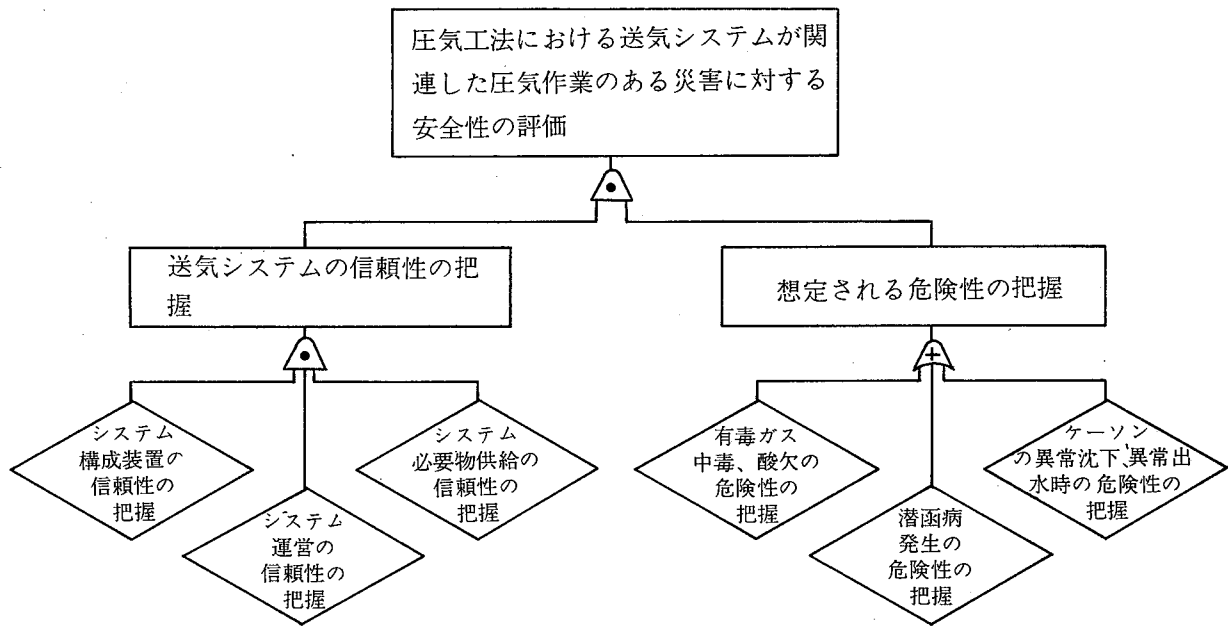 圧気工法における送気システムが関
連した圧気作業のある災害に対する
安全性の評価
送気システムの信頼性の把
握
想定される危険性の把握
システム
構成装置の
信頼性の
把握
システム
運営の
信頼性の
把握
システム
必要物供給の
信頼性の
把握
有毒ガス
中毒、酸欠の
危険性の
把握
潜函病
発生の
危険性の
把握
ケーソン
の異常沈下、異常出
水時の危険性の
把握